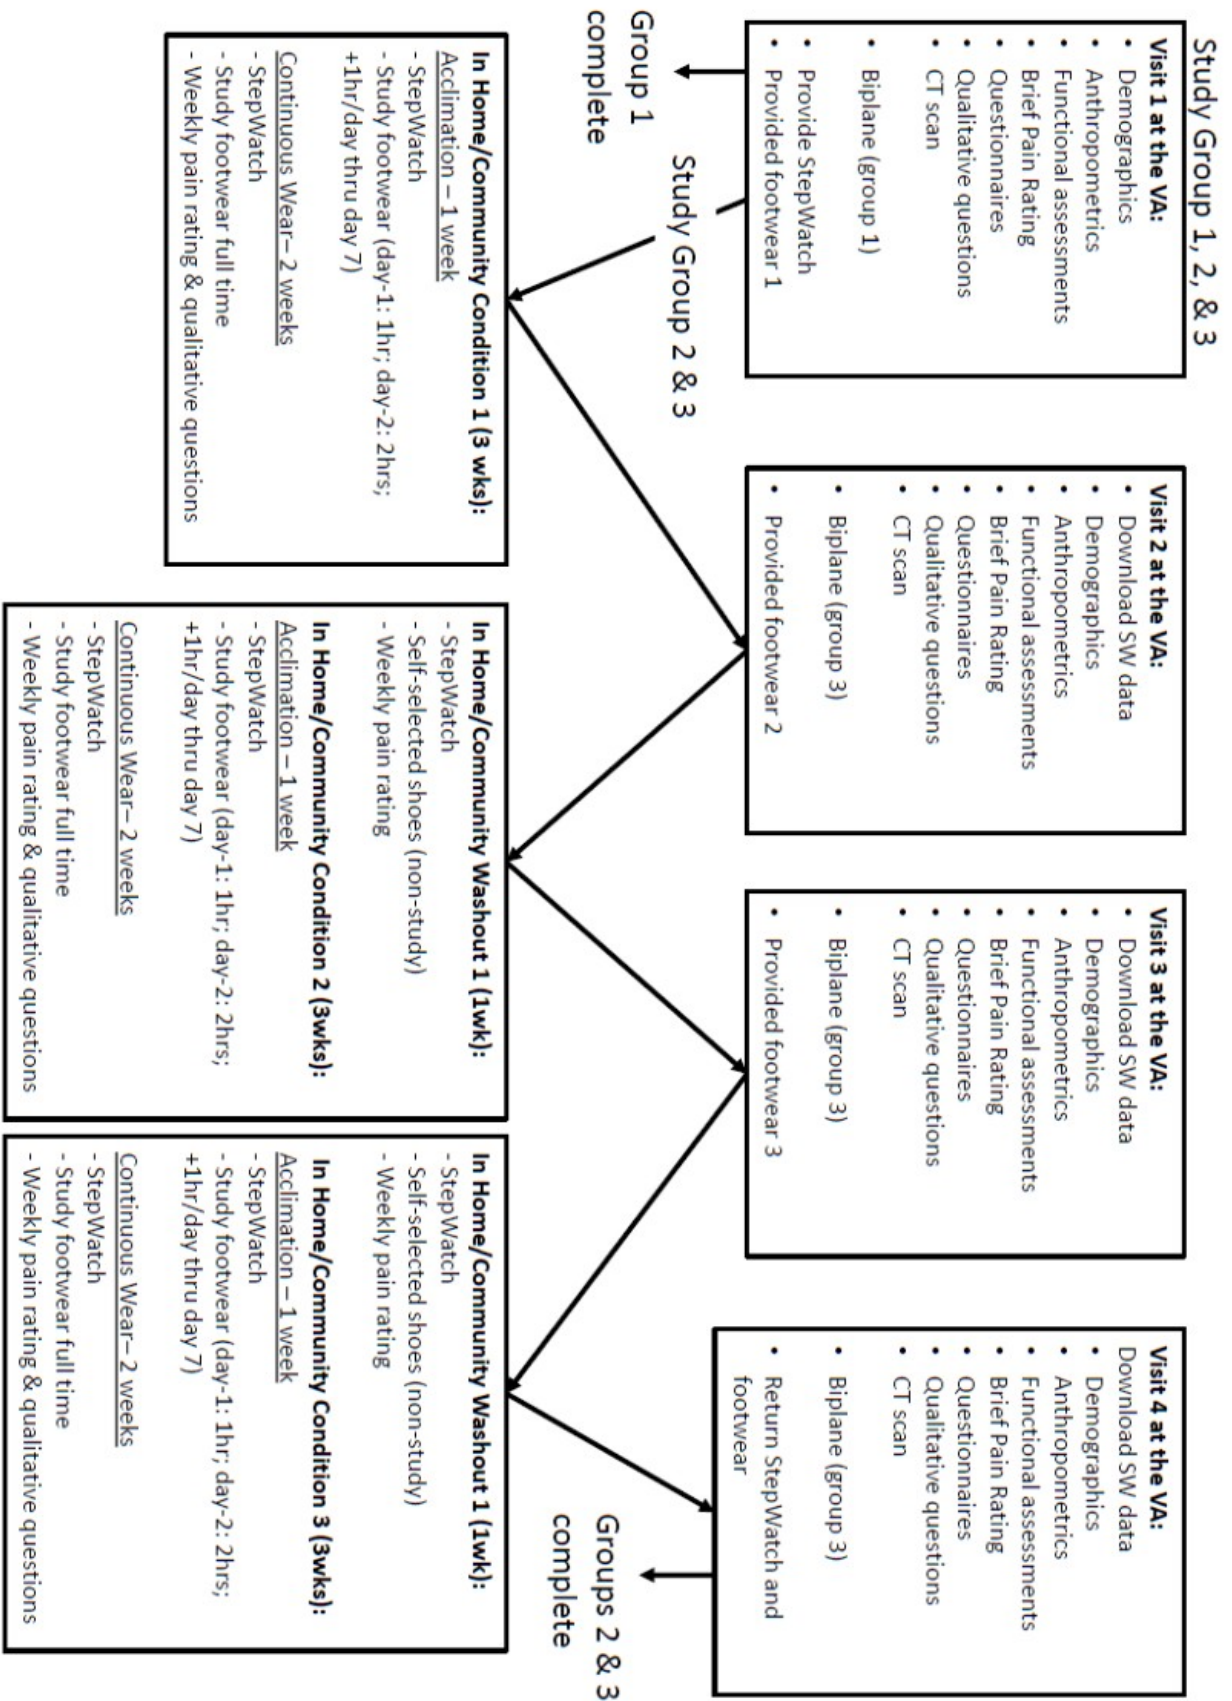 Study Group 1, 2, & 3
Visit 1 at the VA:
• Demographics
• Anthropometrics
• Functional assessments
• Brief Pain Rating
• Questionnaires
• Qualitative questions
• CT scan
• Biplane (group 1)
• Provide StepWatch
• Provided footwear 1
Visit 2 at the VA:
• Download SW data
• Demographics
• Anthropometrics
• Functional assessments
• Brief Pain Rating
• Questionnaires
• Qualitative questions
• CT scan
• Biplane (group 3)
• Provided footwear 2
Visit 3 at the VA:
• Download SW data
• Demographics
• Anthropometrics
• Functional assessments
• Brief Pain Rating
• Questionnaires
• Qualitative questions
• CT scan
• Biplane (group 3)
• Provided footwear 3
Visit 4 at the VA:
Download SW data
• Demographics
• Anthropometrics
• Functional assessments
• Brief Pain Rating
• Questionnaires
• Qualitative questions
• CT scan
• Biplane (group 3)
• Return StepWatch and
footwear
Group 1
complete
Study Group 2 & 3
Groups 2 & 3
complete
In Home/Community Condition 1 (3 wks):
Acclimation – 1 week
- StepWatch
- Study footwear (day-1: 1hr; day-2: 2hrs;
+1hr/day thru day 7)
Continuous Wear– 2 weeks
- StepWatch
- Study footwear full time
- Weekly pain rating & qualitative questions
In Home/Community Washout 1 (1wk):
- StepWatch
- Self-selected shoes (non-study)
- Weekly pain rating
In Home/Community Condition 2 (3wks):
Acclimation – 1 week
- StepWatch
- Study footwear (day-1: 1hr; day-2: 2hrs;
+1hr/day thru day 7)
Continuous Wear– 2 weeks
- StepWatch
- Study footwear full time
- Weekly pain rating & qualitative questions
In Home/Community Washout 1 (1wk):
- StepWatch
- Self-selected shoes (non-study)
- Weekly pain rating
In Home/Community Condition 3 (3wks):
Acclimation – 1 week
- StepWatch
- Study footwear (day-1: 1hr; day-2: 2hrs;
+1hr/day thru day 7)
Continuous Wear– 2 weeks
- StepWatch
- Study footwear full time
- Weekly pain rating & qualitative questions